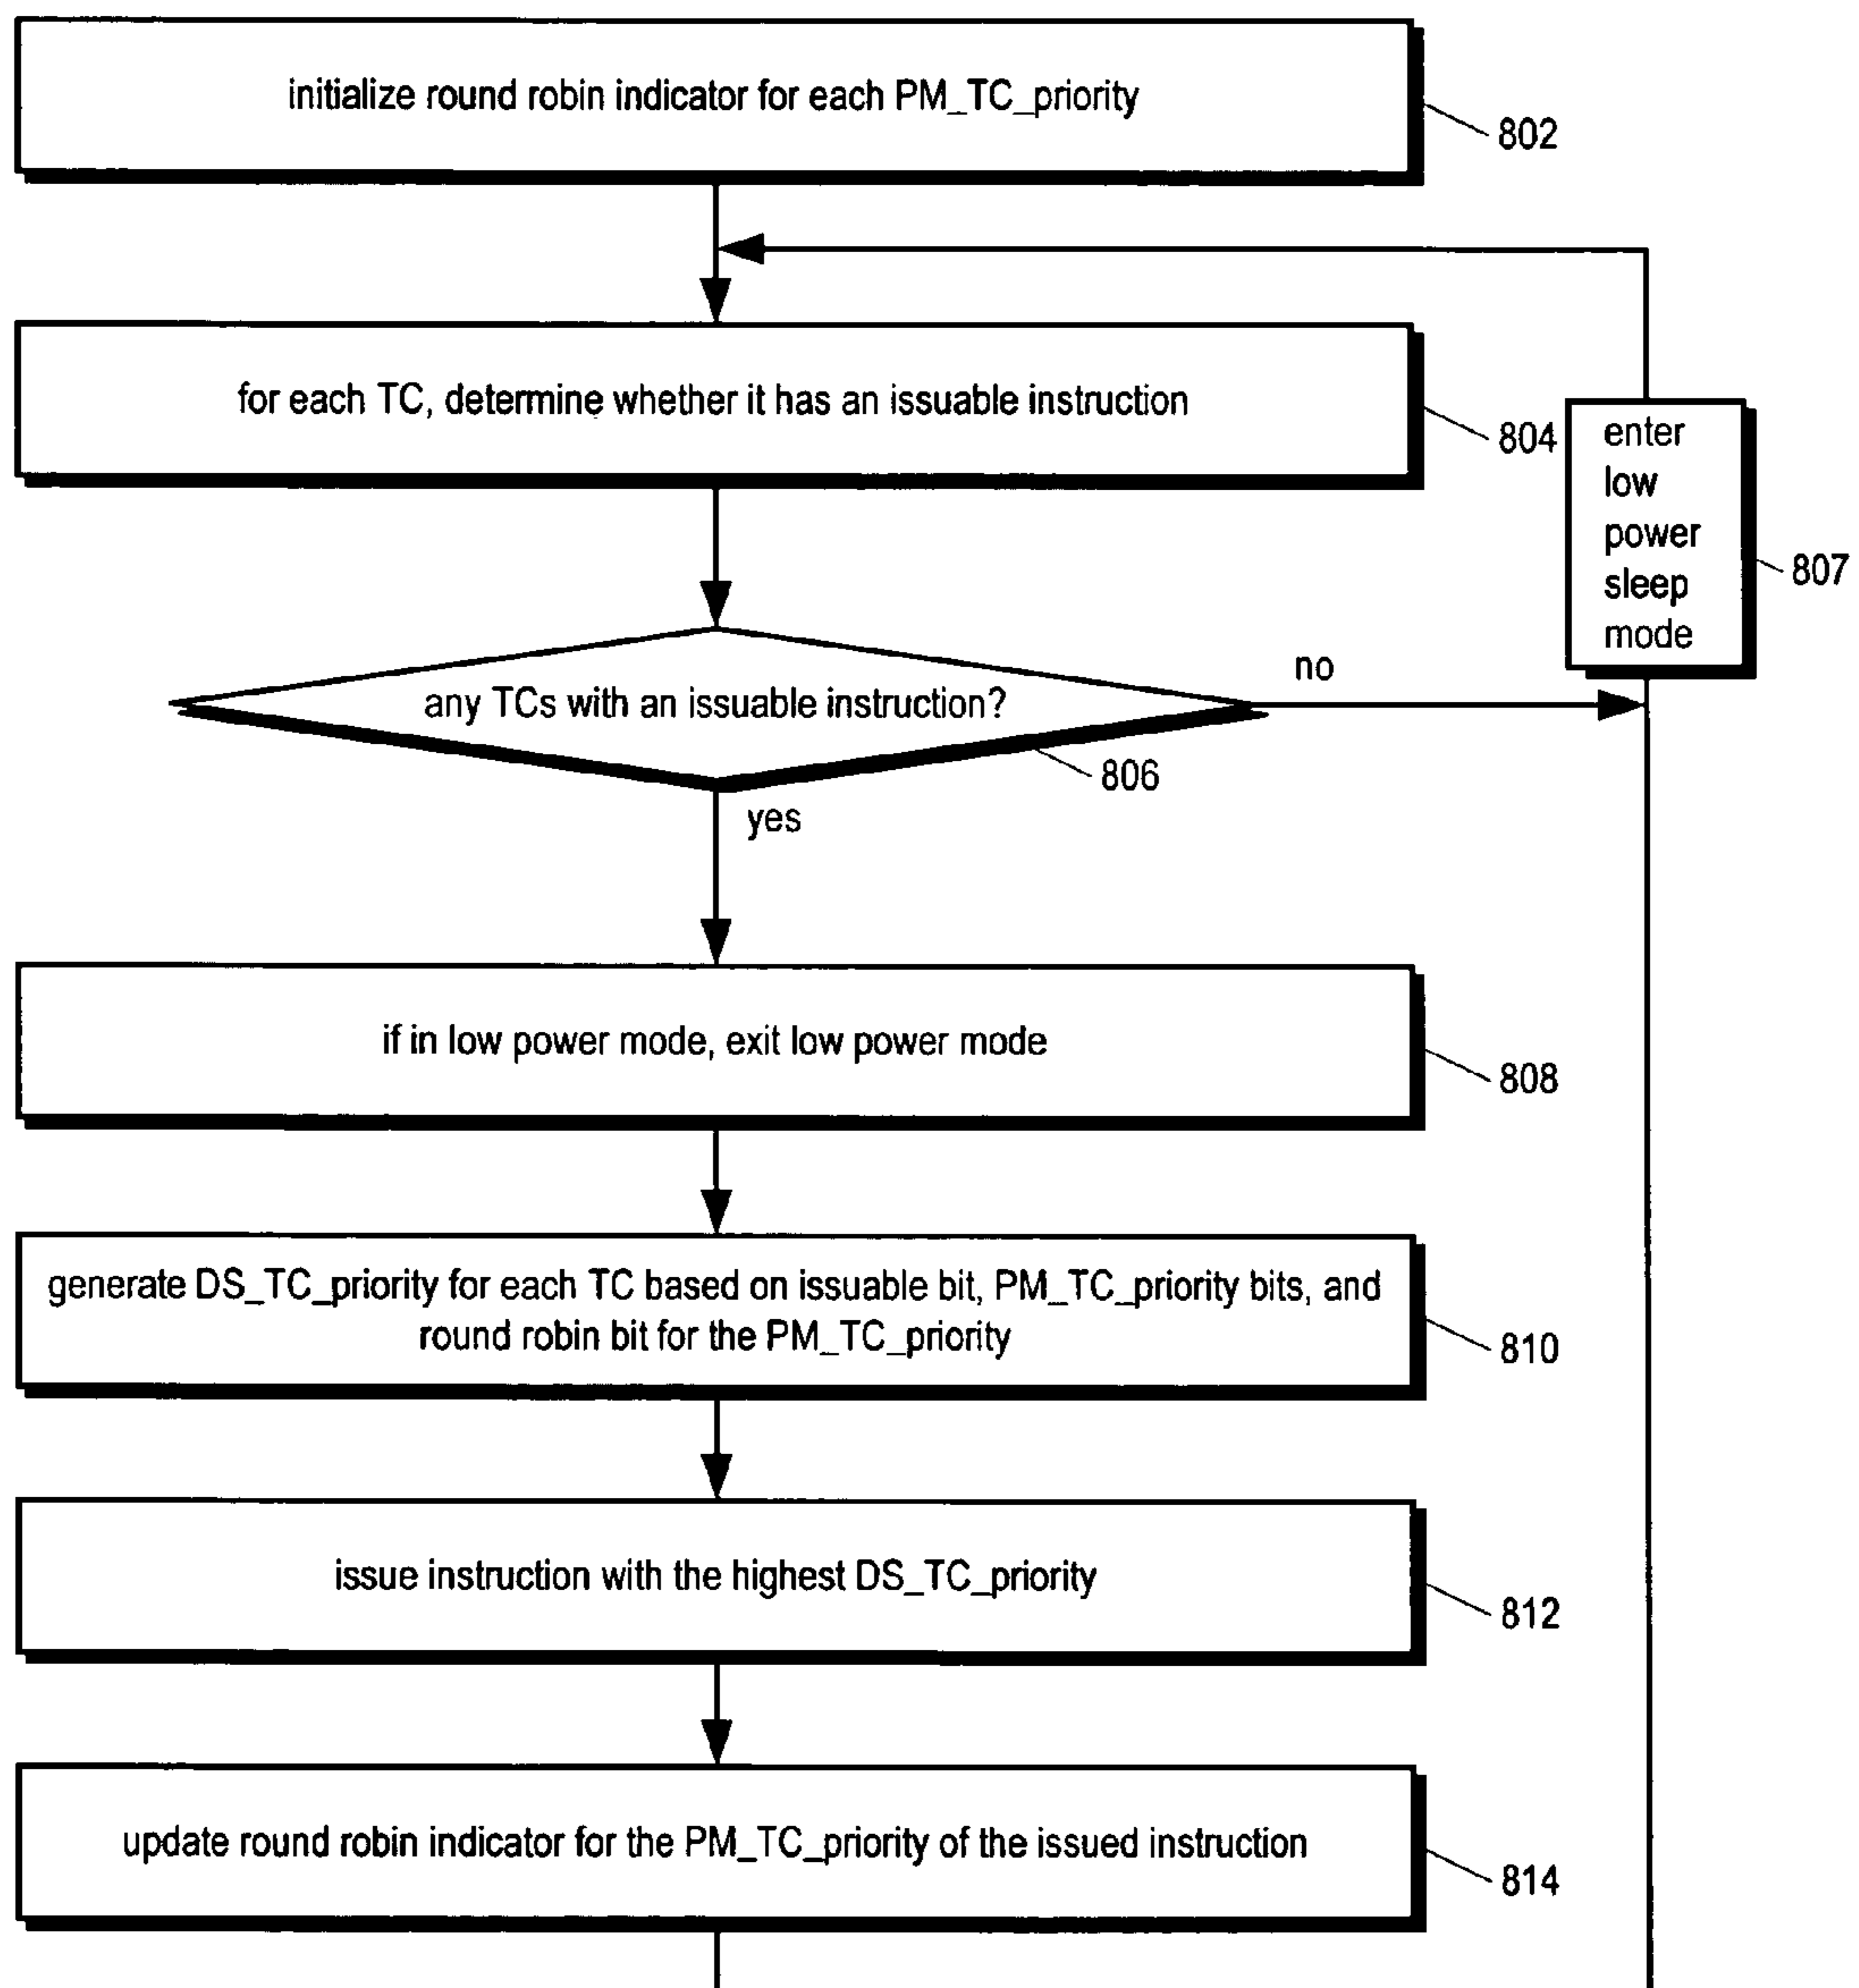 initialize round robin indicator for each PM_TC_priority
802
for each TC, determine whether it has an issuable instruction
804
enter
low
power
sleep
mode
807
no
any TCs with an issuable instruction?
806
yes
if in low power mode, exit low power mode
808
generate DS_TC_priority for each TC based on issuable bit, PM_TC_priority bits, and
round robin bit for the PM_TC_priority
810
issue instruction with the highest DS_TC_priority
812
update round robin indicator for the PM_TC_priority of the issued instruction
814